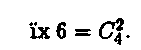 їх 6 = C₄².